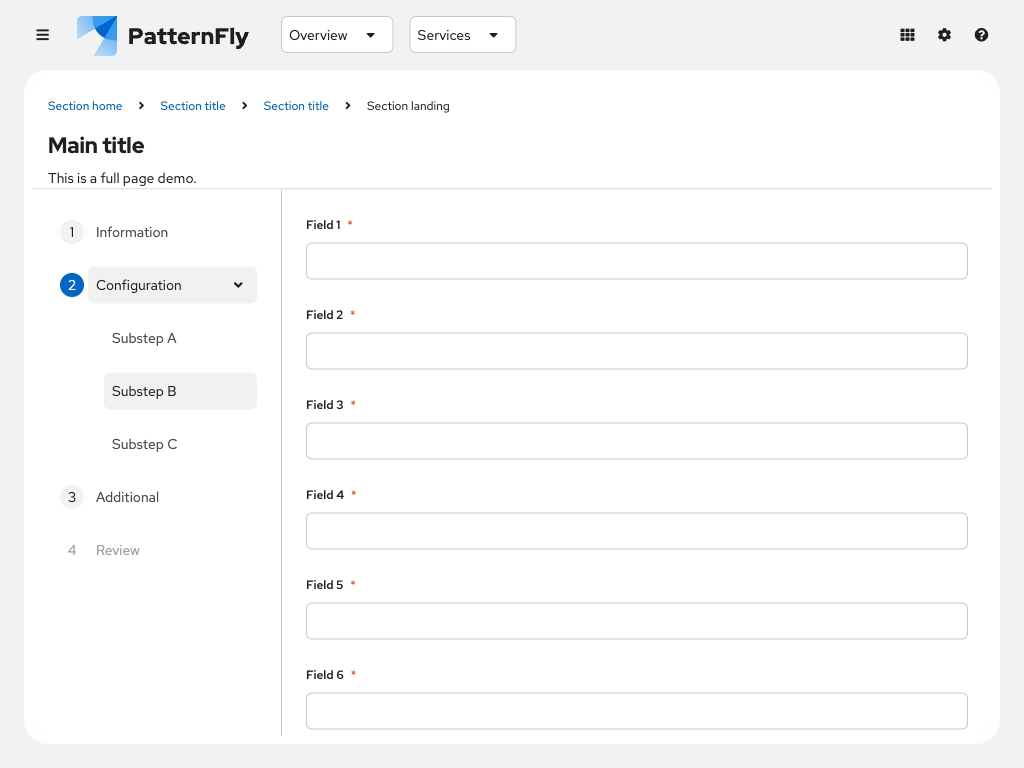 PatternFly
Overview
Services
Section home Section title Section title Section landing
Main title
This is a full page demo.
1 Information
2 Configuration
Substep A
Substep B
Substep C
3 Additional
4 Review
Field 1 *
Field 2 *
Field 3 *
Field 4 *
Field 5 *
Field 6 *